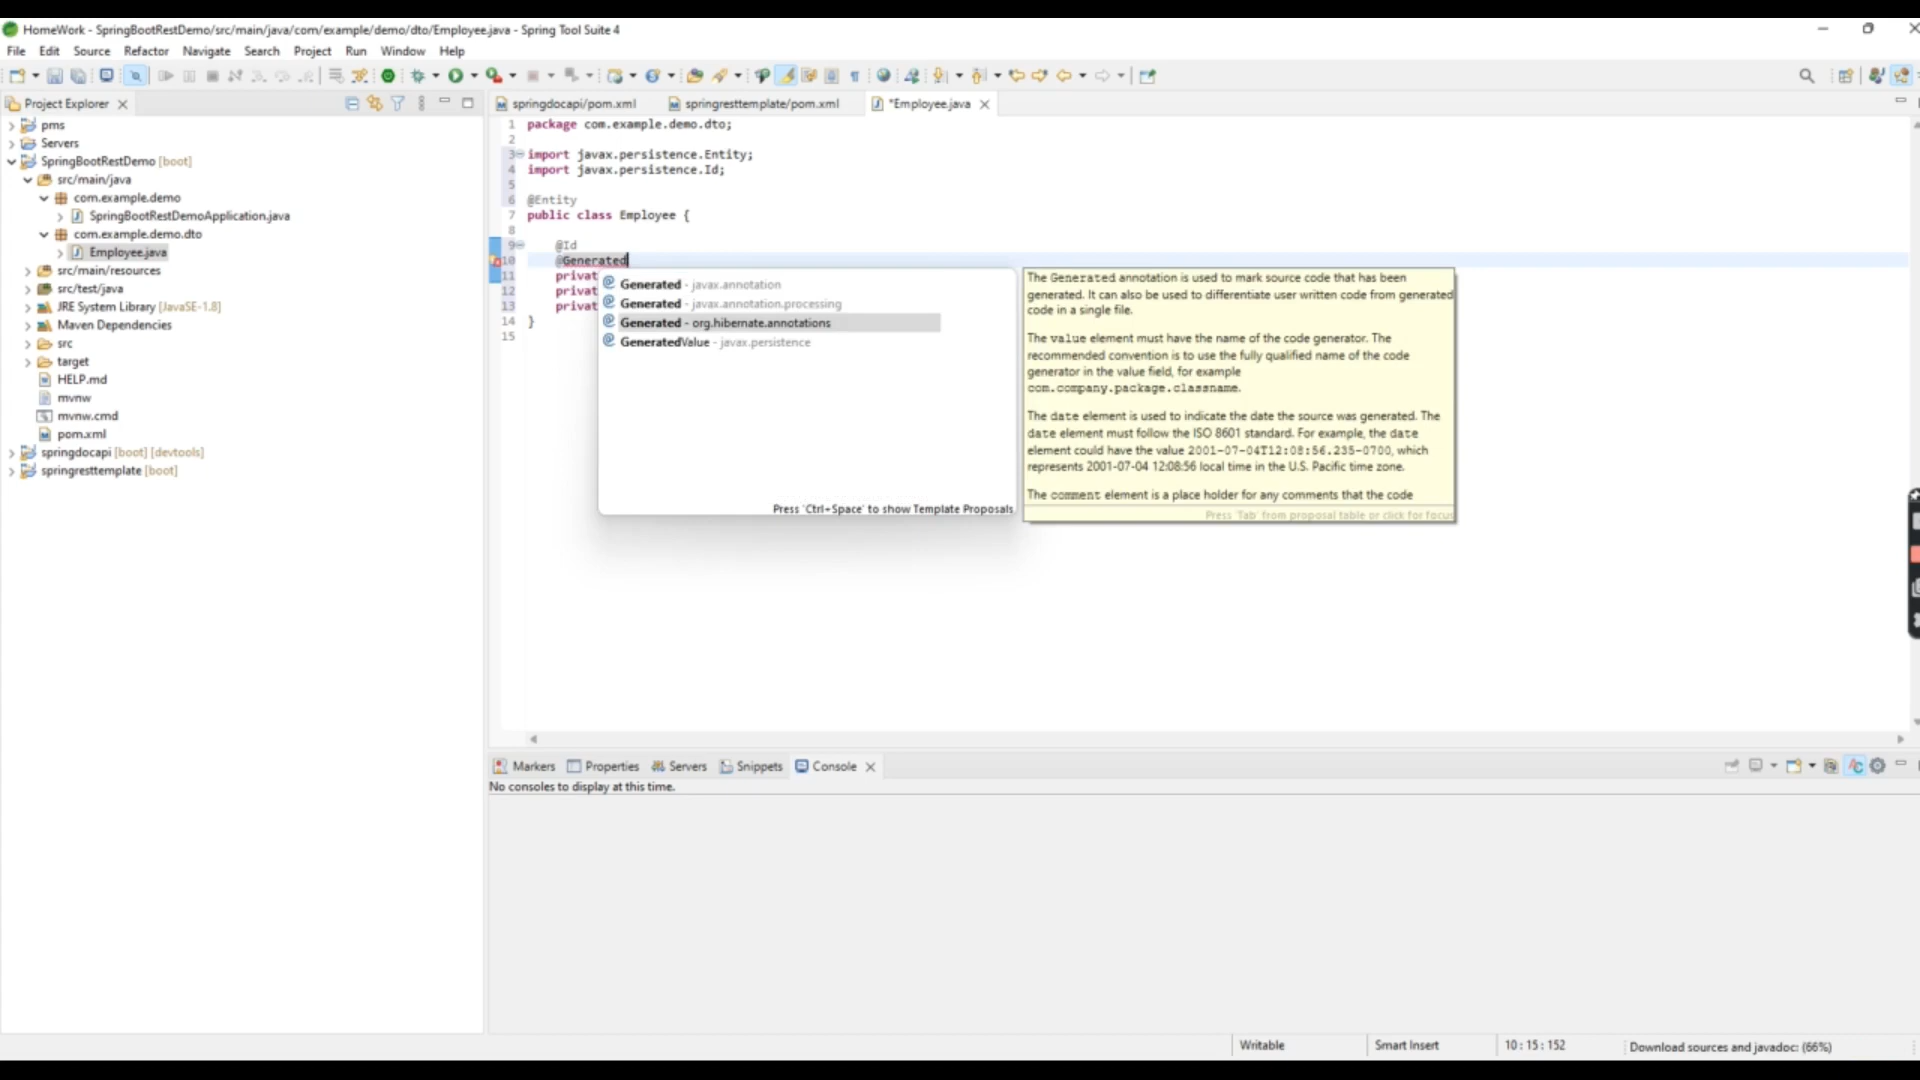 HomeWork - SpringBootRestDemo/src/main/java/com/example/demo/dto/Employee.java - Spring Tool Suite 4
File Edit Source Refactor Navigate Search Project Run Window Help
Project Explorer
pms
Servers
SpringBootRestDemo [boot]
src/main/java
com.example.demo
SpringBootRestDemoApplication.java
com.example.demo.dto
Employee.java
src/main/resources
src/test/java
JRE System Library [JavaSE-1.8]
Maven Dependencies
src
target
HELP.md
mvnw
mvnw.cmd
pom.xml
springdocapi [boot] [devtools]
springresttemplate [boot]
springdocapi/pom.xml springresttemplate/pom.xml *Employee.java
1 package com.example.demo.dto;
2
3 import javax.persistence.Entity;
4 import javax.persistence.Id;
5
6 @Entity
7 public class Employee {
8
9 @Id
10 @Generated
11 privat
12 privat
13 privat
14 }
15
Generated - javax.annotation
Generated - javax.annotation.processing
Generated - org.hibernate.annotations
GeneratedValue - javax.persistence
Press 'Ctrl+Space' to show Template Proposals
The Generated annotation is used to mark source code that has been
generated. It can also be used to differentiate user written code from generated
code in a single file.
The value element must have the name of the code generator. The
recommended convention is to use the fully qualified name of the code
generator in the value field, for example
com.company.package.classname.
The date element is used to indicate the date the source was generated. The
date element must follow the ISO 8601 standard. For example, the date
element could have the value 2001-07-04T12:08:56.235-0700, which
represents 2001-07-04 12:08:56 local time in the U.S. Pacific time zone.
The comment element is a place holder for any comments that the code
Press 'Tab' from proposal table or click for focus
Markers Properties Servers Snippets Console
No consoles to display at this time.
Writable Smart Insert 10 : 15 : 152 Download sources and javadoc: (66%)